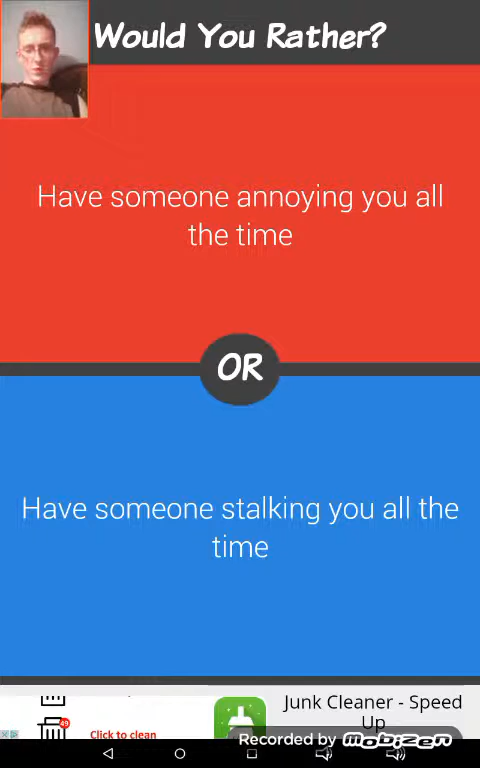 Would You Rather?
Have someone annoying you all
the time
OR
Have someone stalking you all the
time
Junk Cleaner - Speed
Up
49
Click to clean
Recorded by mobizen